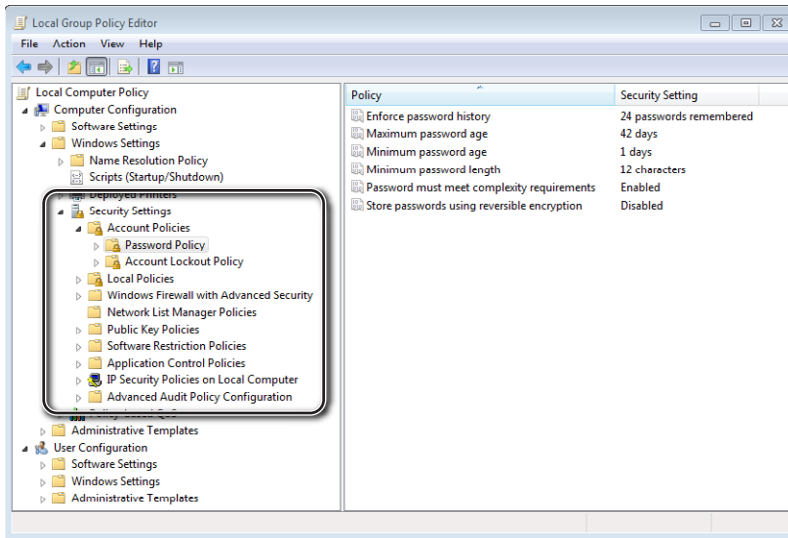 Local Group Policy Editor
File Action View Help
Local Computer Policy
Computer Configuration
Software Settings
Windows Settings
Name Resolution Policy
Scripts (Startup/Shutdown)
Deployed Printers
Security Settings
Account Policies
Password Policy
Account Lockout Policy
Local Policies
Windows Firewall with Advanced Security
Network List Manager Policies
Public Key Policies
Software Restriction Policies
Application Control Policies
IP Security Policies on Local Computer
Advanced Audit Policy Configuration
Policy-based QoS
Administrative Templates
User Configuration
Software Settings
Windows Settings
Administrative Templates
Policy Security Setting
Enforce password history 24 passwords remembered
Maximum password age 42 days
Minimum password age 1 days
Minimum password length 12 characters
Password must meet complexity requirements Enabled
Store passwords using reversible encryption Disabled